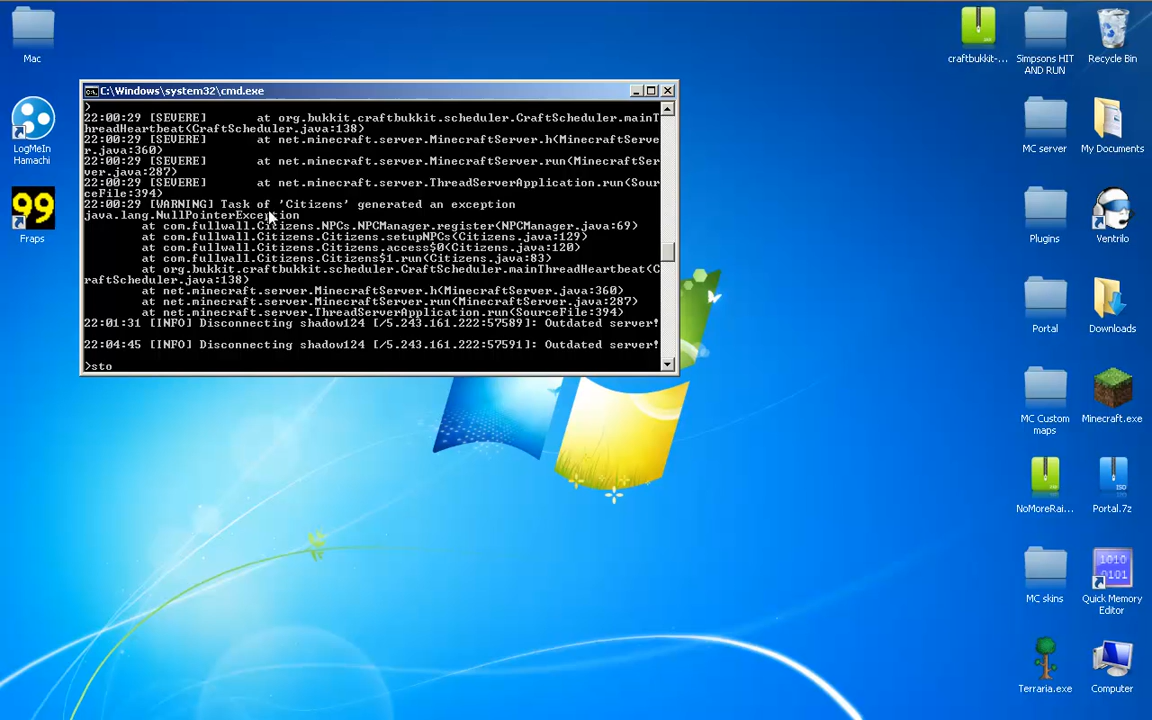 Mac
LogMeIn
Hamachi
99
Fraps
C:\Windows\system32\cmd.exe
>
22:00:29 [SEVERE]      at org.bukkit.craftbukkit.scheduler.CraftScheduler.mainT
hreadHeartbeat(CraftScheduler.java:138)
22:00:29 [SEVERE]      at net.minecraft.server.MinecraftServer.h(MinecraftServe
r.java:360)
22:00:29 [SEVERE]      at net.minecraft.server.MinecraftServer.run(MinecraftSer
ver.java:287)
22:00:29 [SEVERE]      at net.minecraft.server.ThreadServerApplication.run(Sour
ceFile:394)
22:00:29 [WARNING] Task of 'Citizens' generated an exception
java.lang.NullPointerException
at com.fullwall.Citizens.NPCs.NPCManager.register(NPCManager.java:69)
at com.fullwall.Citizens.Citizens.setupNPCs(Citizens.java:129)
at com.fullwall.Citizens.Citizens.access$0(Citizens.java:120)
at com.fullwall.Citizens.Citizens$1.run(Citizens.java:83)
at org.bukkit.craftbukkit.scheduler.CraftScheduler.mainThreadHeartbeat(C
raftScheduler.java:138)
at net.minecraft.server.MinecraftServer.h(MinecraftServer.java:360)
at net.minecraft.server.MinecraftServer.run(MinecraftServer.java:287)
at net.minecraft.server.ThreadServerApplication.run(SourceFile:394)
22:01:31 [INFO] Disconnecting shadow124 [/5.243.161.222:57589]: Outdated server!
22:04:45 [INFO] Disconnecting shadow124 [/5.243.161.222:57591]: Outdated server!
>sto
craftbukkit-...
Simpsons HIT
AND RUN
Recycle Bin
MC server
My Documents
Plugins
Ventrilo
Portal
Downloads
MC Custom
maps
Minecraft.exe
NoMoreRai...
ISO
Portal.7z
MC skins
1010
0101
Quick Memory
Editor
Terraria.exe
Computer